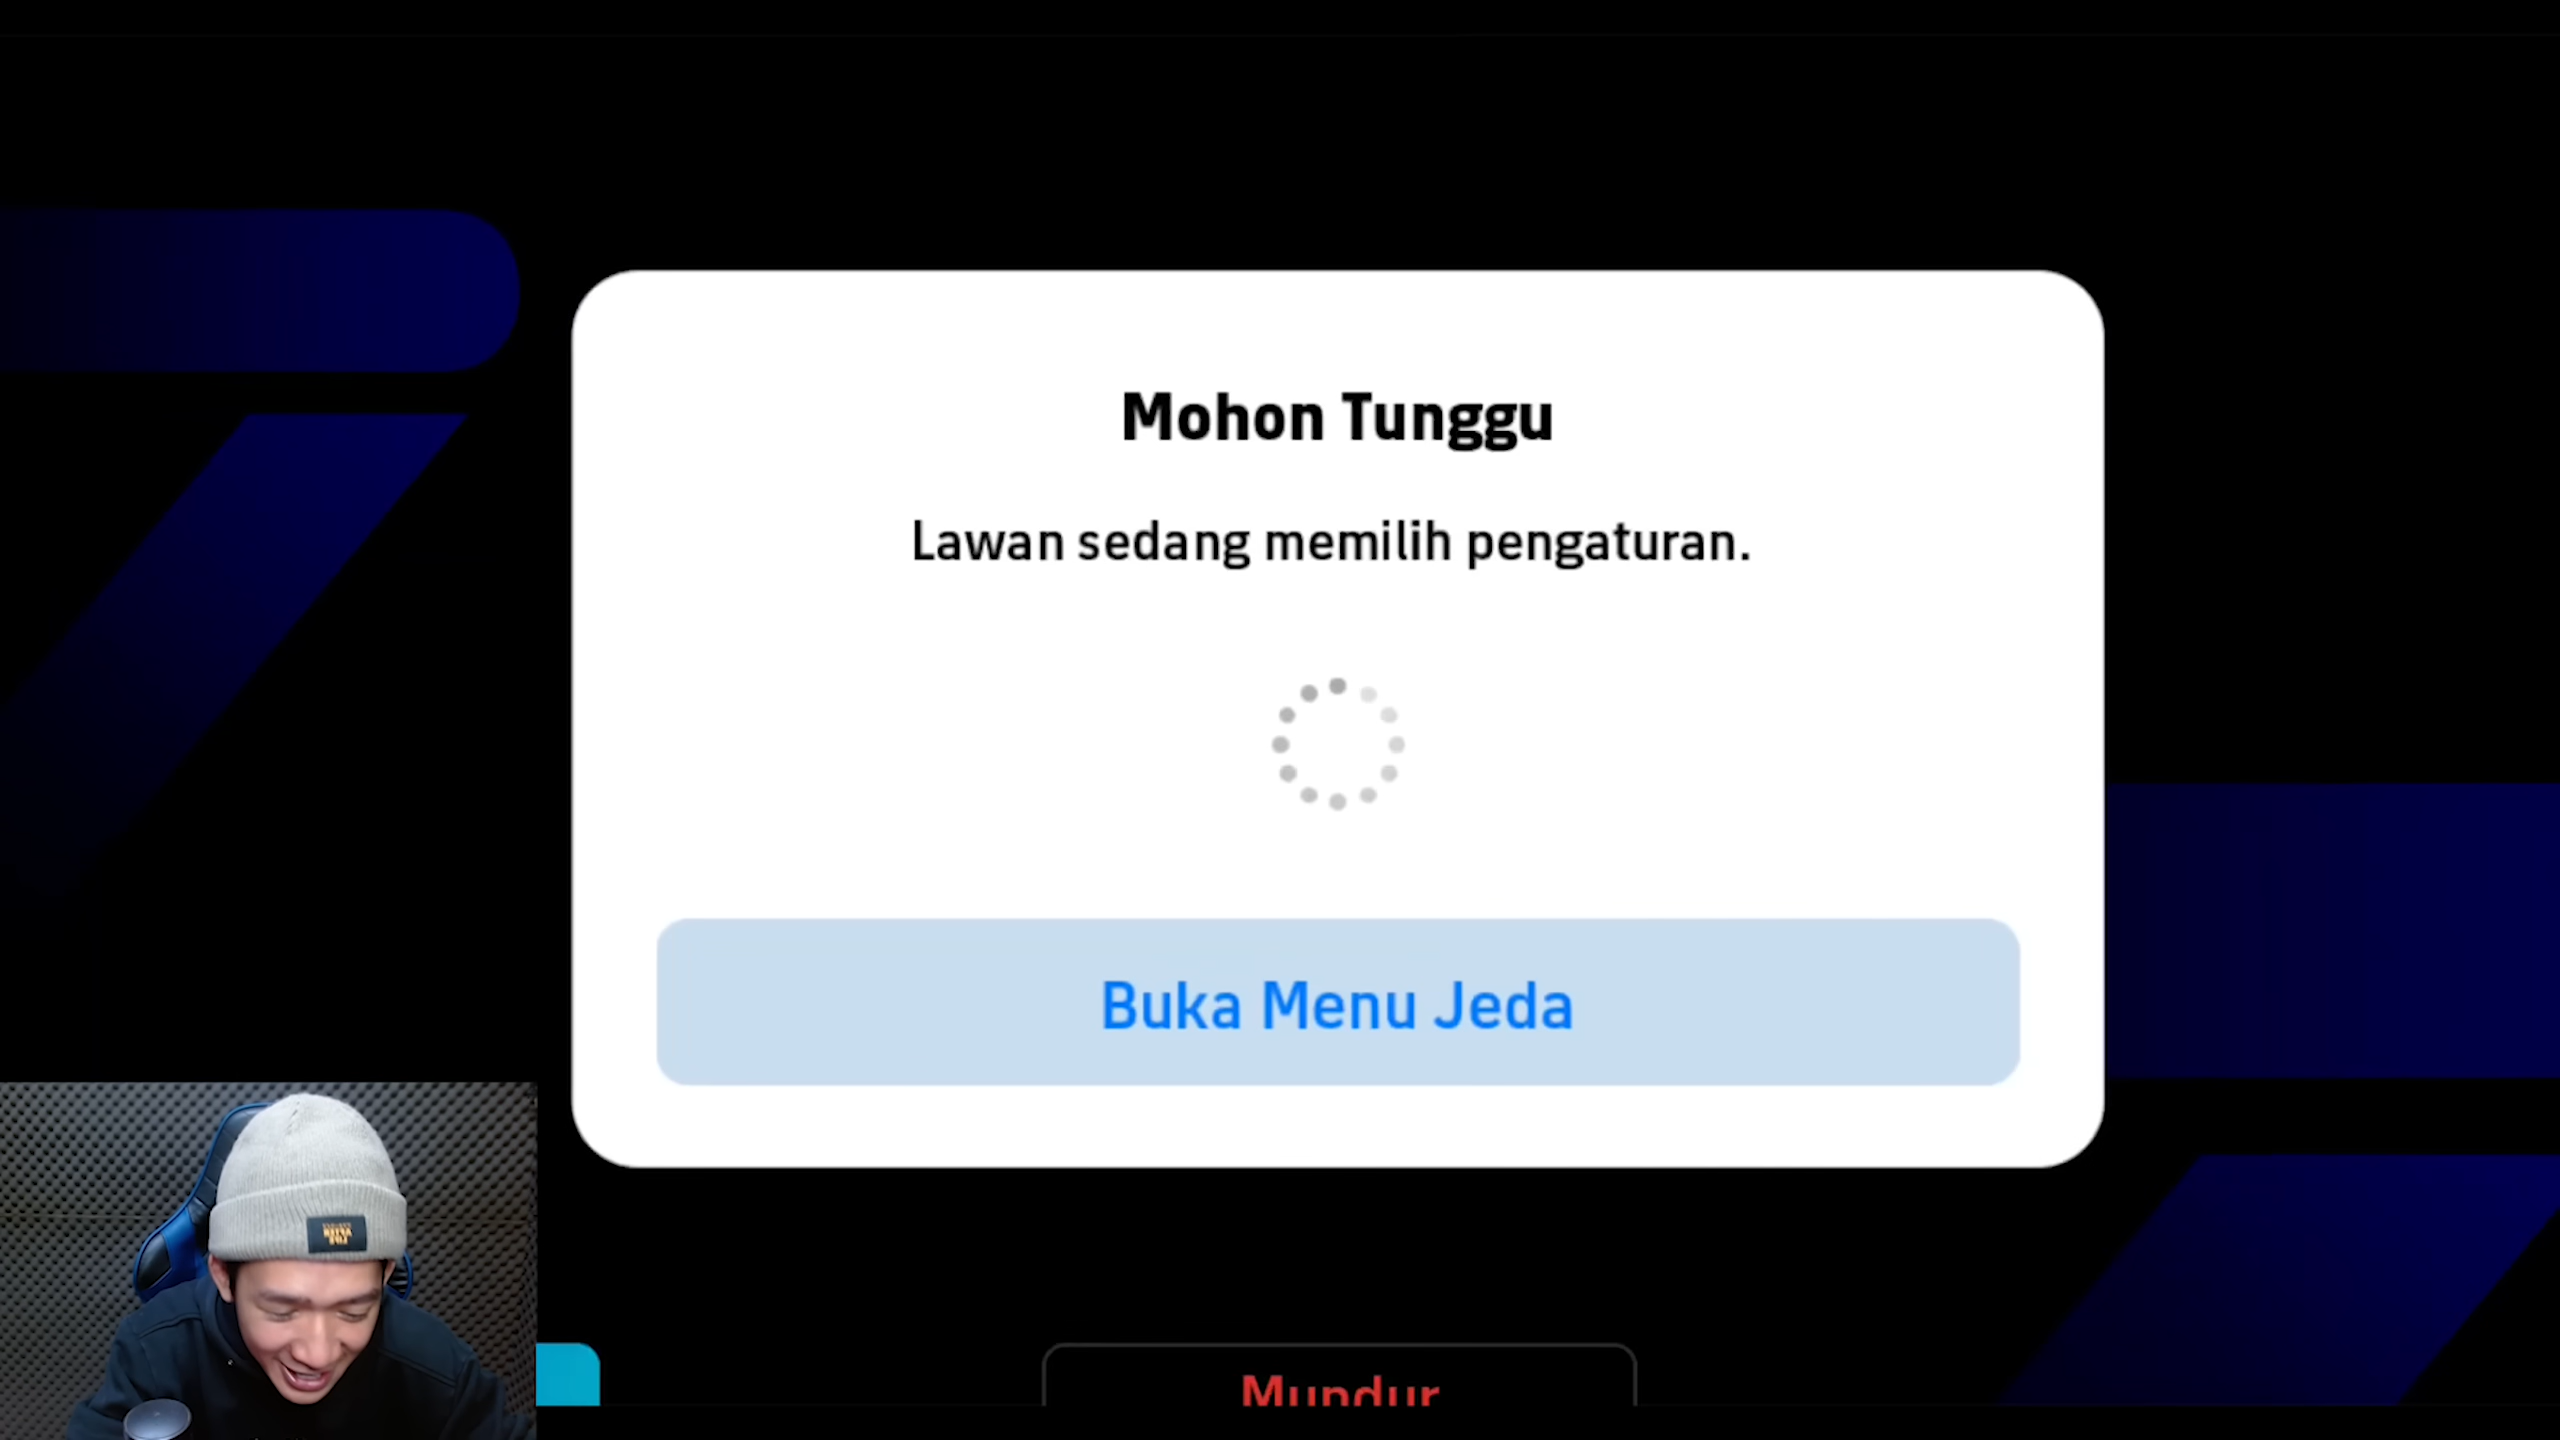 Mohon Tunggu
Lawan sedang memilih pengaturan.
Buka Menu Jeda
Mundur